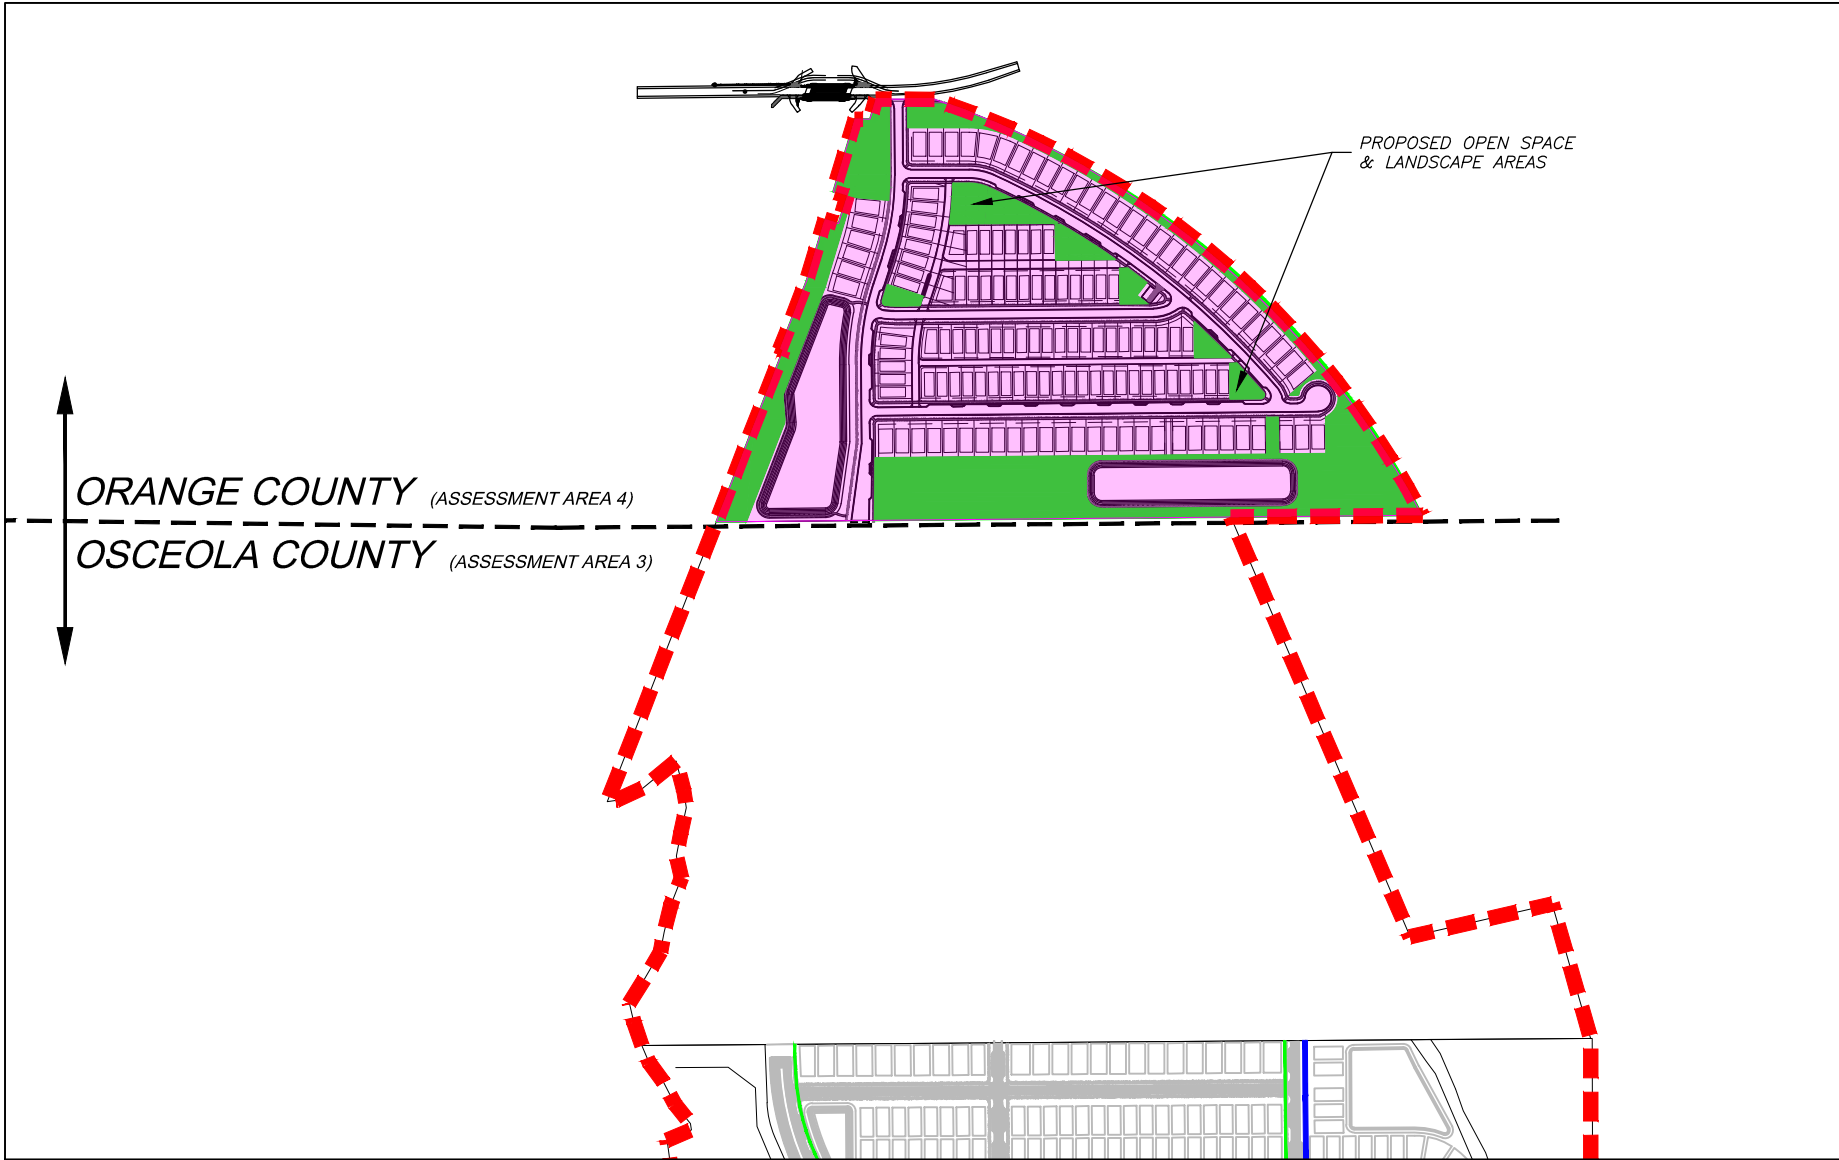 PROPOSED OPEN SPACE
& LANDSCAPE AREAS
ORANGE COUNTY (ASSESSMENT AREA 4)
OSCEOLA COUNTY (ASSESSMENT AREA 3)